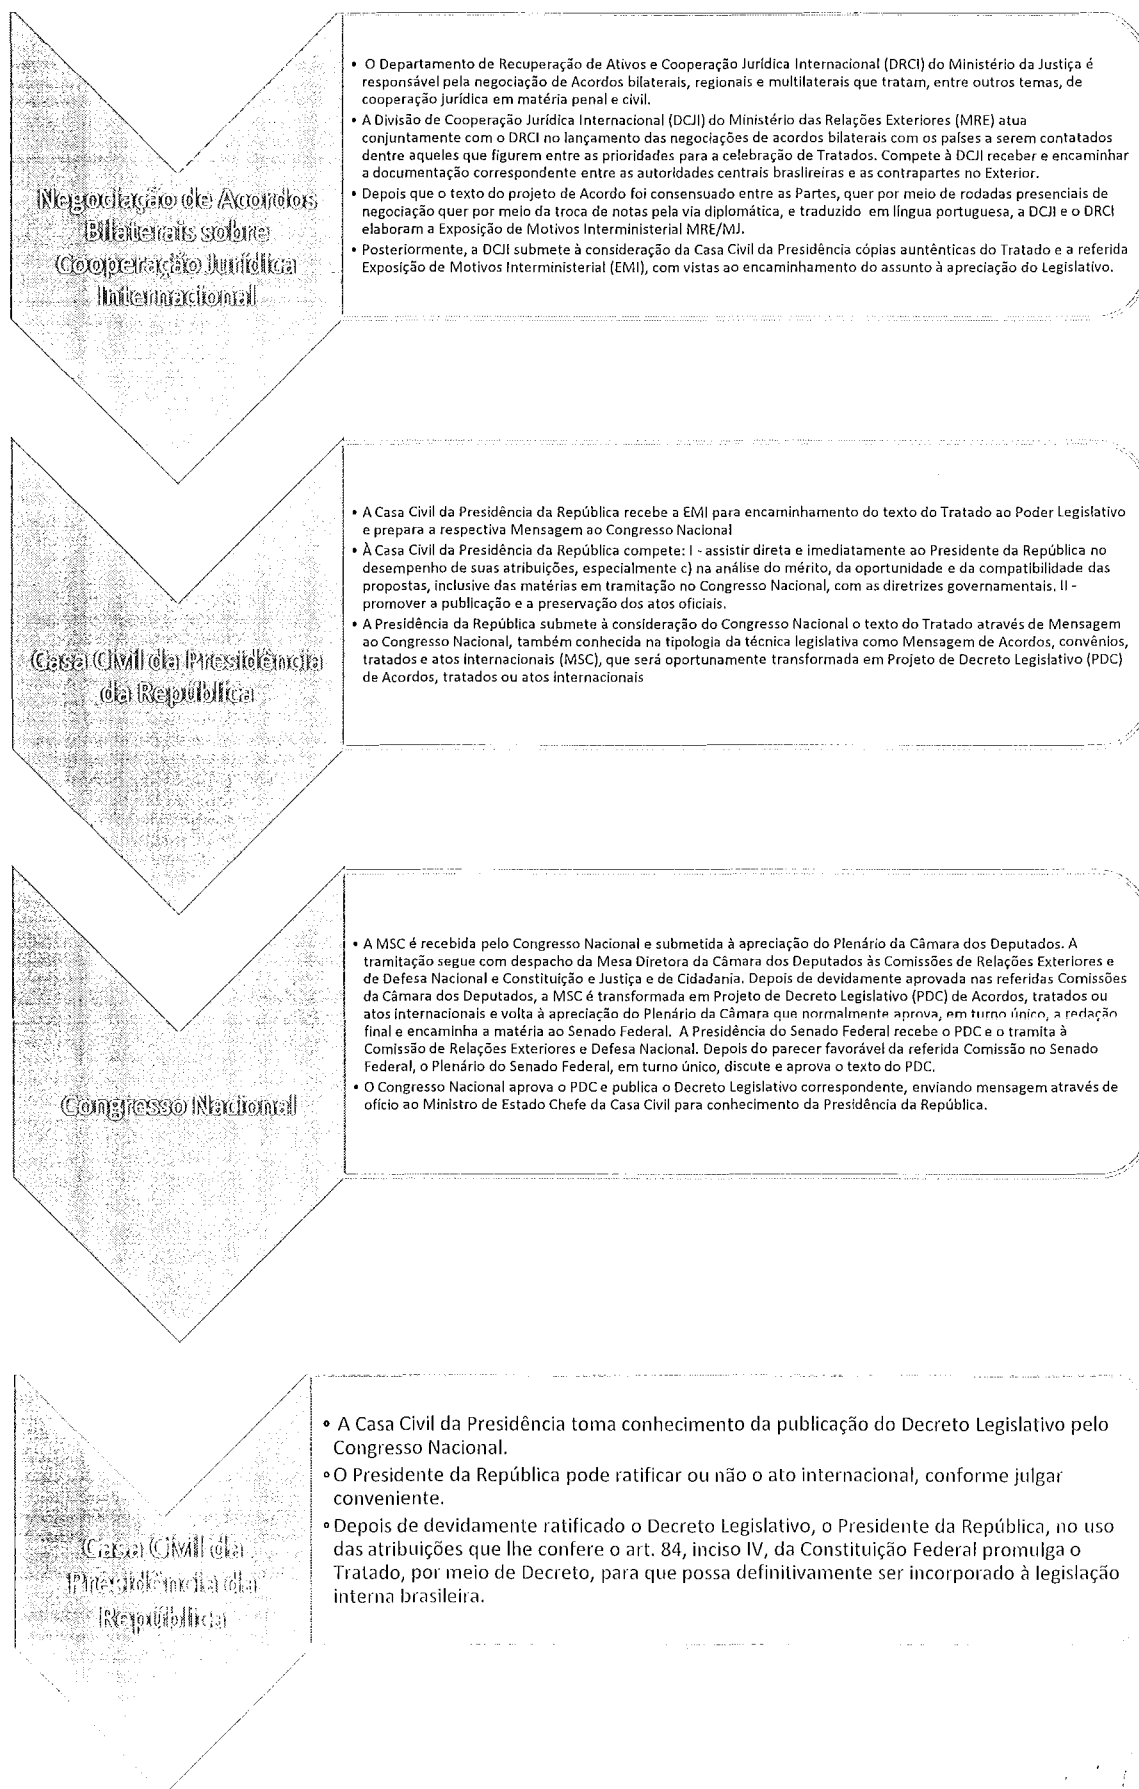 Negociação de Acordos
Bilaterais sobre
Cooperação Jurídica
Internacional
• O Departamento de Recuperação de Ativos e Cooperação Jurídica Internacional (DRCI) do Ministério da Justiça é
responsável pela negociação de Acordos bilaterais, regionais e multilaterais que tratam, entre outros temas, de
cooperação jurídica em matéria penal e civil.
• A Divisão de Cooperação Jurídica Internacional (DCJI) do Ministério das Relações Exteriores (MRE) atua
conjuntamente com o DRCI no lançamento das negociações de acordos bilaterais com os países a serem contatados
dentre aqueles que figurem entre as prioridades para a celebração de Tratados. Compete à DCJI receber e encaminhar
a documentação correspondente entre as autoridades centrais braslireiras e as contrapartes no Exterior.
• Depois que o texto do projeto de Acordo foi consensuado entre as Partes, quer por meio de rodadas presenciais de
negociação quer por meio da troca de notas pela via diplomática, e traduzido em língua portuguesa, a DCJI e o DRCI
elaboram a Exposição de Motivos Interministerial MRE/MJ.
• Posteriormente, a DCJI submete à consideração da Casa Civil da Presidência cópias auntênticas do Tratado e a referida
Exposição de Motivos Interministerial (EMI), com vistas ao encaminhamento do assunto à apreciação do Legislativo.
Casa Civil da Presidência
da República
• A Casa Civil da Presidência da República recebe a EMI para encaminhamento do texto do Tratado ao Poder Legislativo
e prepara a respectiva Mensagem ao Congresso Nacional
• À Casa Civil da Presidência da República compete: I - assistir direta e imediatamente ao Presidente da República no
desempenho de suas atribuições, especialmente c) na análise do mérito, da oportunidade e da compatibilidade das
propostas, inclusive das matérias em tramitação no Congresso Nacional, com as diretrizes governamentais. II -
promover a publicação e a preservação dos atos oficiais.
• A Presidência da República submete à consideração do Congresso Nacional o texto do Tratado através de Mensagem
ao Congresso Nacional, também conhecida na tipologia da técnica legislativa como Mensagem de Acordos, convênios,
tratados e atos internacionais (MSC), que será oportunamente transformada em Projeto de Decreto Legislativo (PDC)
de Acordos, tratados ou atos internacionais
Congresso Nacional
• A MSC é recebida pelo Congresso Nacional e submetida à apreciação do Plenário da Câmara dos Deputados. A
tramitação segue com despacho da Mesa Diretora da Câmara dos Deputados às Comissões de Relações Exteriores e
de Defesa Nacional e Constituição e Justiça e de Cidadania. Depois de devidamente aprovada nas referidas Comissões
da Câmara dos Deputados, a MSC é transformada em Projeto de Decreto Legislativo (PDC) de Acordos, tratados ou
atos internacionais e volta à apreciação do Plenário da Câmara que normalmente aprova, em turno único, a redação
final e encaminha a matéria ao Senado Federal. A Presidência do Senado Federal recebe o PDC e o tramita à
Comissão de Relações Exteriores e Defesa Nacional. Depois do parecer favorável da referida Comissão no Senado
Federal, o Plenário do Senado Federal, em turno único, discute e aprova o texto do PDC.
• O Congresso Nacional aprova o PDC e publica o Decreto Legislativo correspondente, enviando mensagem através de
ofício ao Ministro de Estado Chefe da Casa Civil para conhecimento da Presidência da República.
Casa Civil da
Presidência da
República
• A Casa Civil da Presidência toma conhecimento da publicação do Decreto Legislativo pelo
Congresso Nacional.
• O Presidente da República pode ratificar ou não o ato internacional, conforme julgar
conveniente.
• Depois de devidamente ratificado o Decreto Legislativo, o Presidente da República, no uso
das atribuições que lhe confere o art. 84, inciso IV, da Constituição Federal promulga o
Tratado, por meio de Decreto, para que possa definitivamente ser incorporado à legislação
interna brasileira.